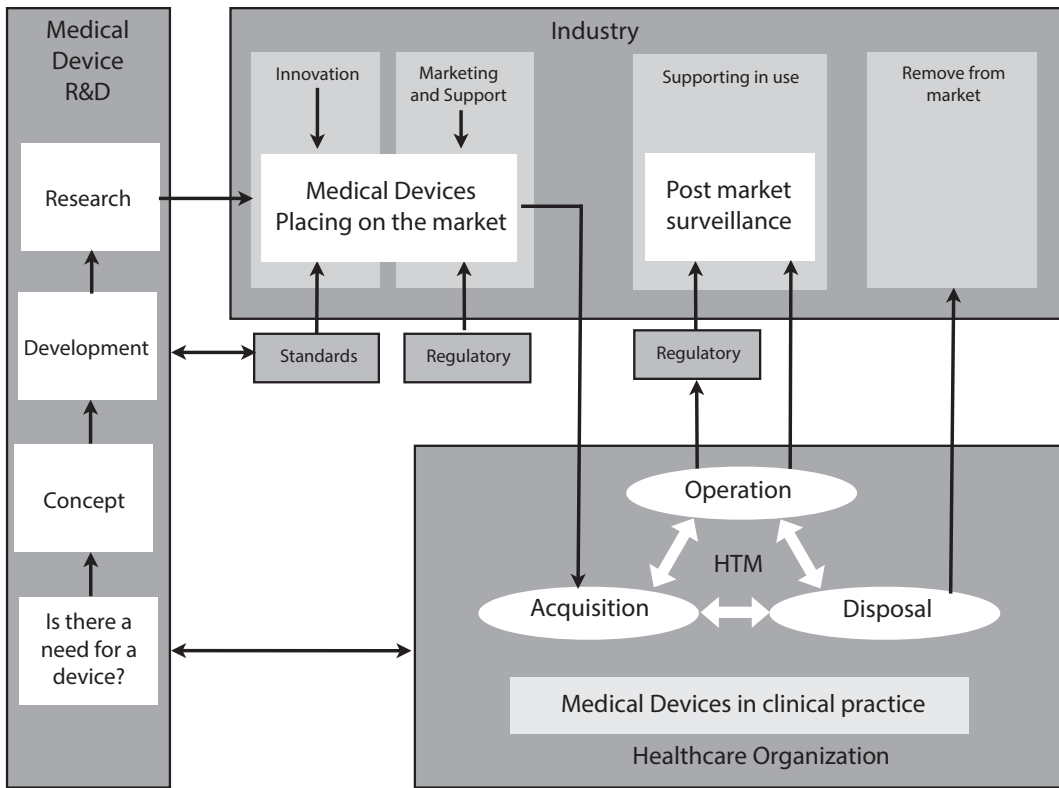 Medical
Device
R&D
Research
Development
Concept
Is there a
need for a
device?
Industry
Innovation
Marketing
and Support
Supporting in use
Remove from
market
Medical Devices
Placing on the market
Post market
surveillance
Standards
Regulatory
Regulatory
Operation
HTM
Acquisition
Disposal
Medical Devices in clinical practice
Healthcare Organization